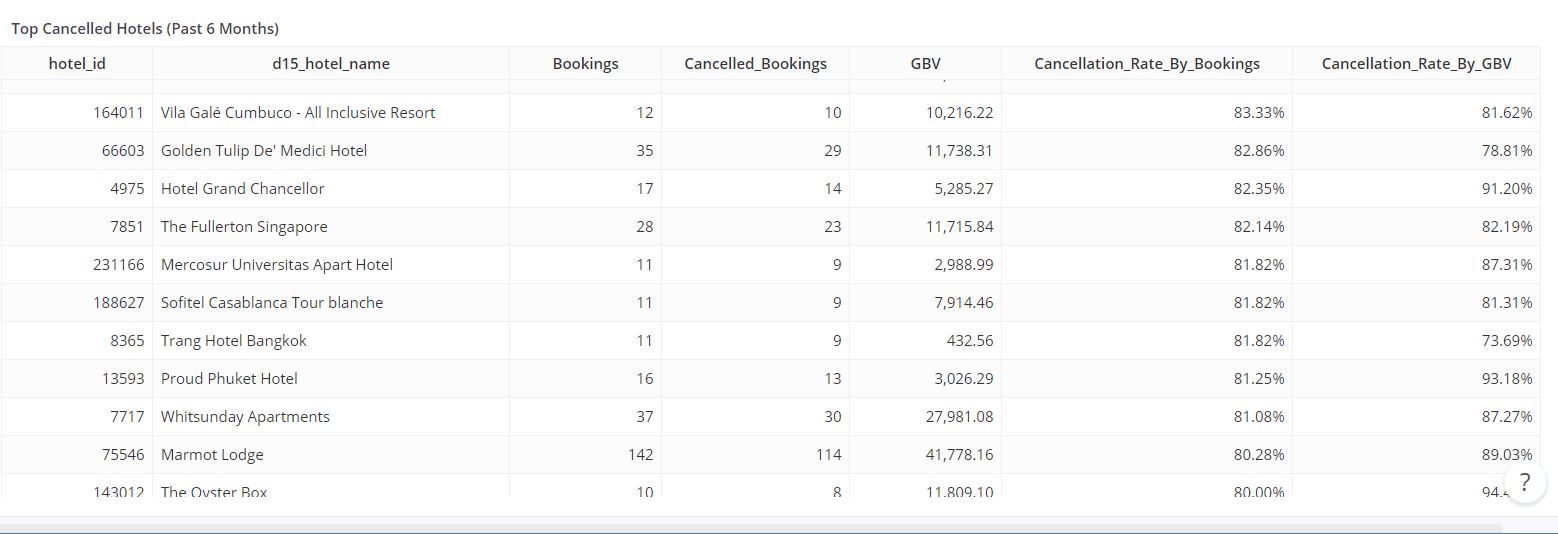 Top Cancelled Hotels (Past 6 Months)
hotel_id d15_hotel_name Bookings Cancelled_Bookings GBV Cancellation_Rate_By_Bookings Cancellation_Rate_By_GBV
164011 Vila Galé Cumbuco - All Inclusive Resort 12 10 10,216.22 83.33% 81.62%
66603 Golden Tulip De' Medici Hotel 35 29 11,738.31 82.86% 78.81%
4975 Hotel Grand Chancellor 17 14 5,285.27 82.35% 91.20%
7851 The Fullerton Singapore 28 23 11,715.84 82.14% 82.19%
231166 Mercosur Universitas Apart Hotel 11 9 2,988.99 81.82% 87.31%
188627 Sofitel Casablanca Tour blanche 11 9 7,914.46 81.82% 81.31%
8365 Trang Hotel Bangkok 11 9 432.56 81.82% 73.69%
13593 Proud Phuket Hotel 16 13 3,026.29 81.25% 93.18%
7717 Whitsunday Apartments 37 30 27,981.08 81.08% 87.27%
75546 Marmot Lodge 142 114 41,778.16 80.28% 89.03%
143012 The Oyster Box 10 8 11,809.10 80.00%
?